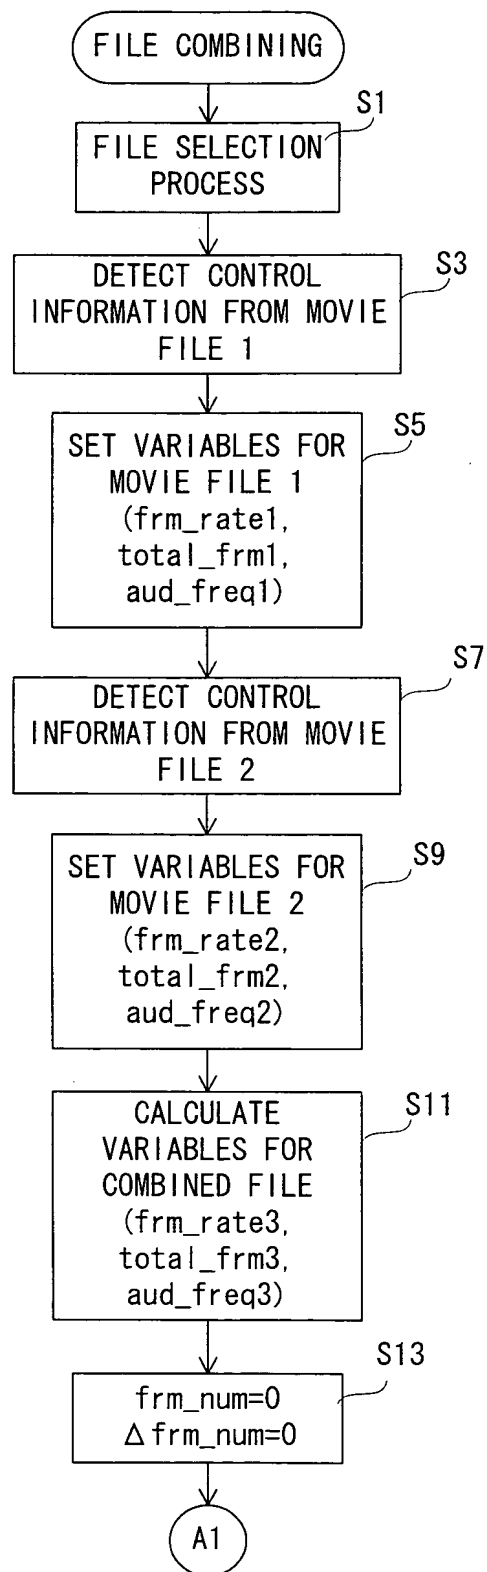 FILE COMBINING
S1
FILE SELECTION
PROCESS
S3
DETECT CONTROL
INFORMATION FROM MOVIE
FILE 1
S5
SET VARIABLES FOR
MOVIE FILE 1
(frm_rate1,
total_frm1,
aud_freq1)
S7
DETECT CONTROL
INFORMATION FROM MOVIE
FILE 2
S9
SET VARIABLES FOR
MOVIE FILE 2
(frm_rate2,
total_frm2,
aud_freq2)
S11
CALCULATE
VARIABLES FOR
COMBINED FILE
(frm_rate3,
total_frm3,
aud_freq3)
S13
frm_num=0
Δfrm_num=0
A1